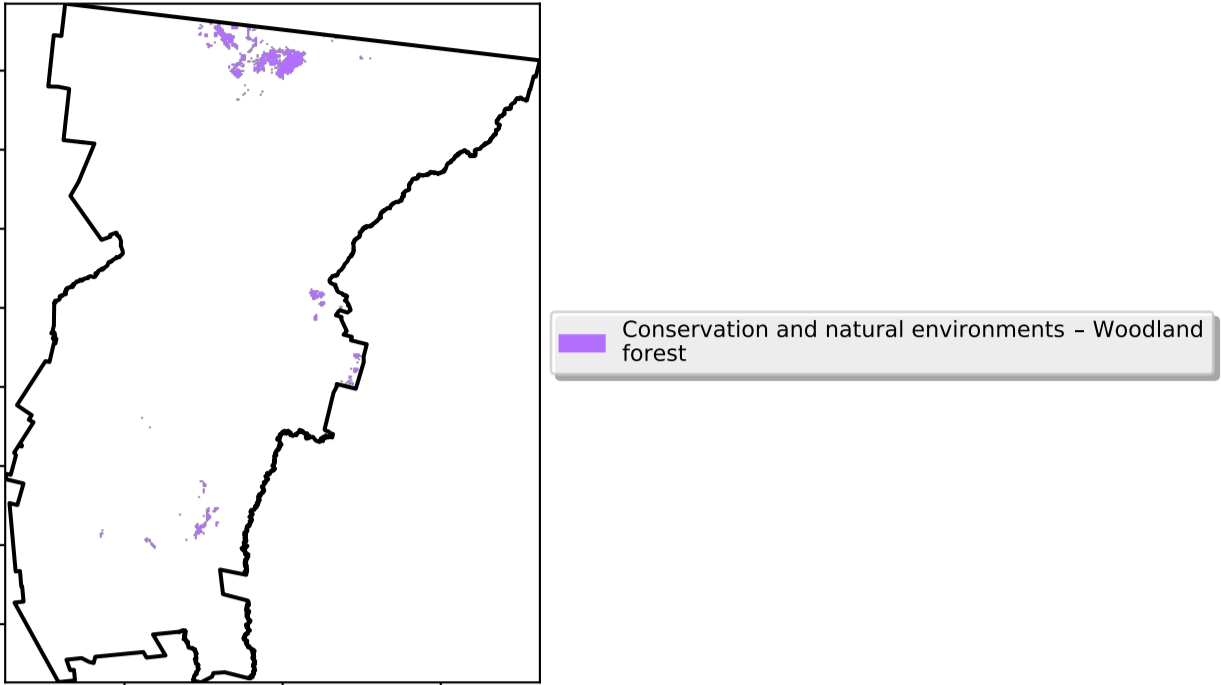 Conservation and natural environments – Woodland
forest